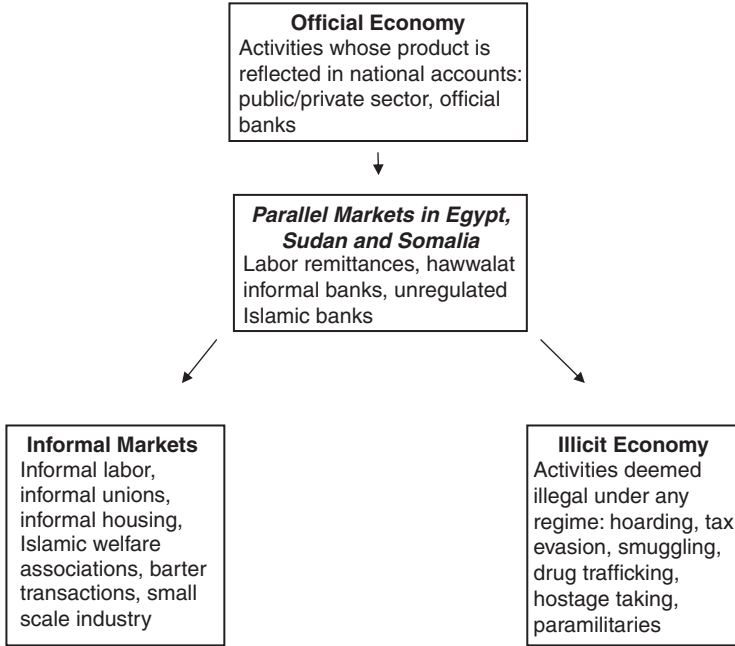 Official Economy
Activities whose product is
reflected in national accounts:
public/private sector, official
banks
Parallel Markets in Egypt,
Sudan and Somalia
Labor remittances, hawwalat
informal banks, unregulated
Islamic banks
Informal Markets
Informal labor,
informal unions,
informal housing,
Islamic welfare
associations, barter
transactions, small
scale industry
Illicit Economy
Activities deemed
illegal under any
regime: hoarding, tax
evasion, smuggling,
drug trafficking,
hostage taking,
paramilitaries